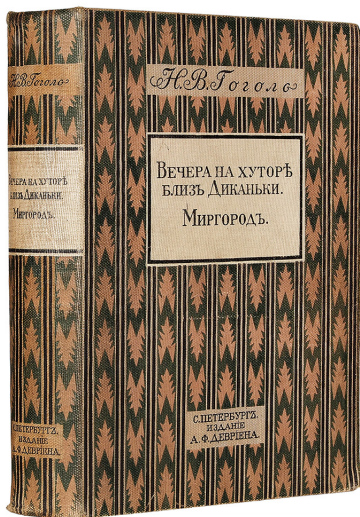 Н.В.Гоголь
ВЕЧЕРА НА ХУТОРѢ
БЛИЗЪ ДИКАНЬКИ.
МИРГОРОДЪ.
С.ПЕТЕРБУРГЪ.
ИЗДАНІЕ
А.Ф.ДЕВРІЕНА.
Н.В.Гоголь
ВЕЧЕРА НА ХУТОРѢ
БЛИЗЪ ДИКАНЬКИ.
МИРГОРОДЪ.
С.ПЕТЕРБУРГЪ.
ИЗДАНІЕ
А.Ф.ДЕВРІЕНА.